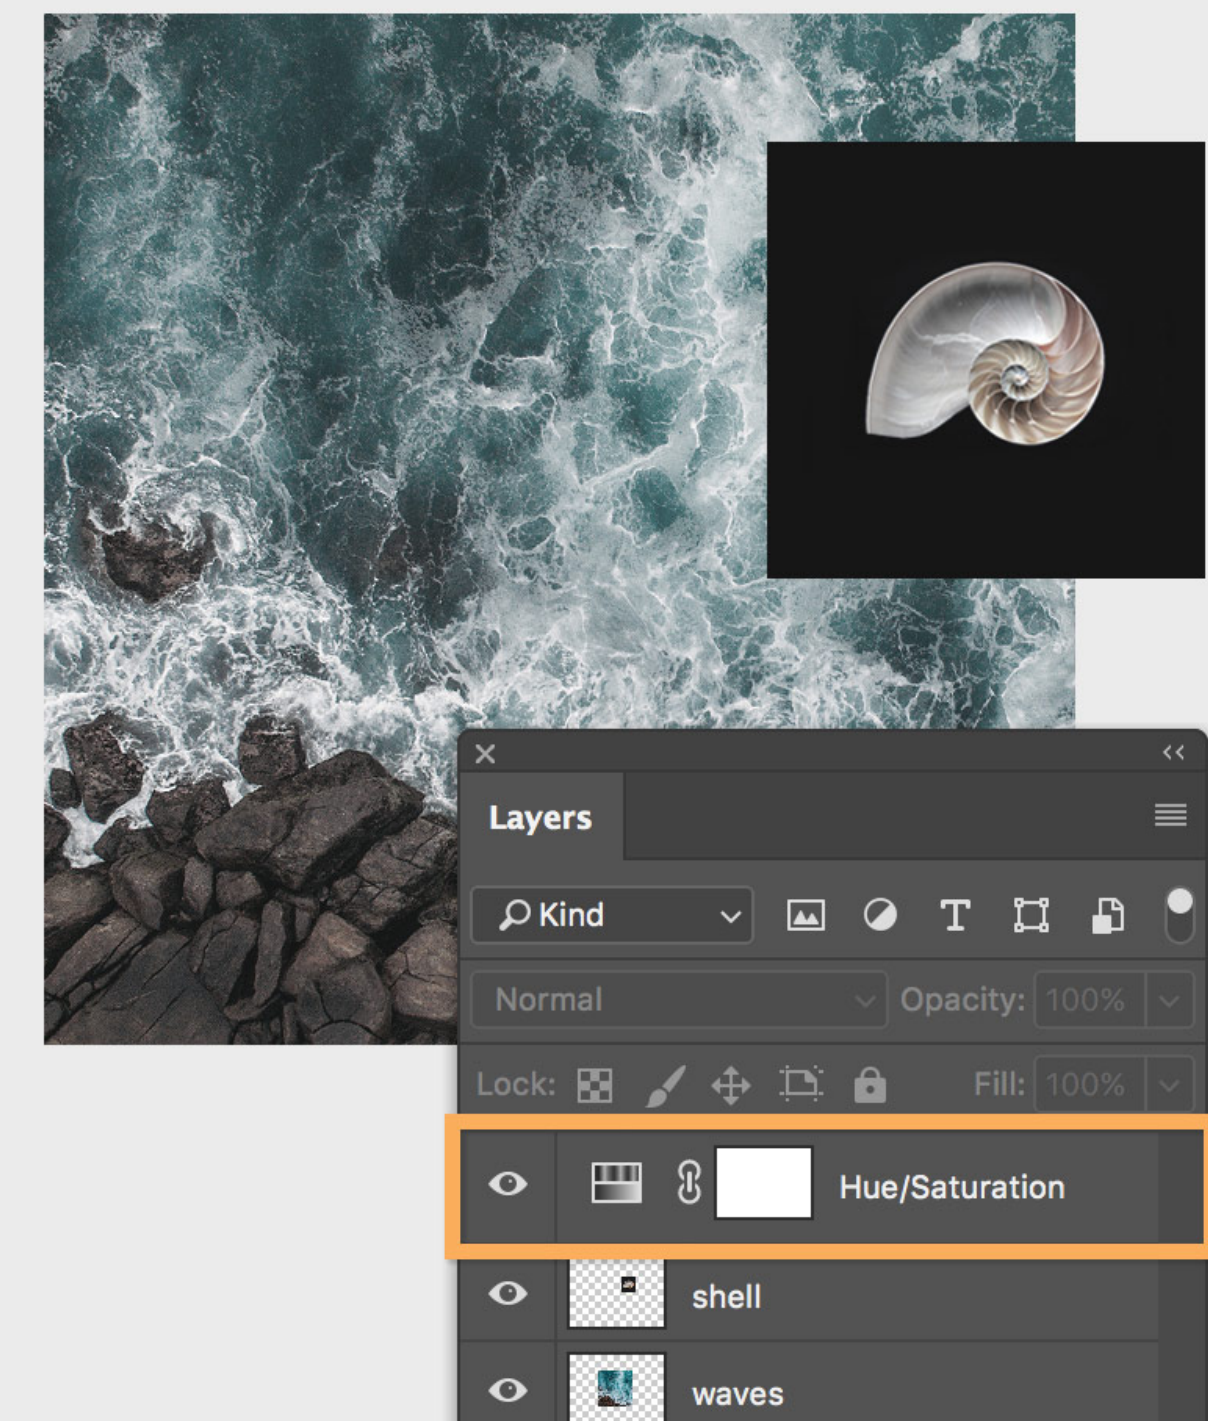 Layers
Kind
Normal Opacity: 100%
Lock: Fill: 100%
Hue/Saturation
shell
waves